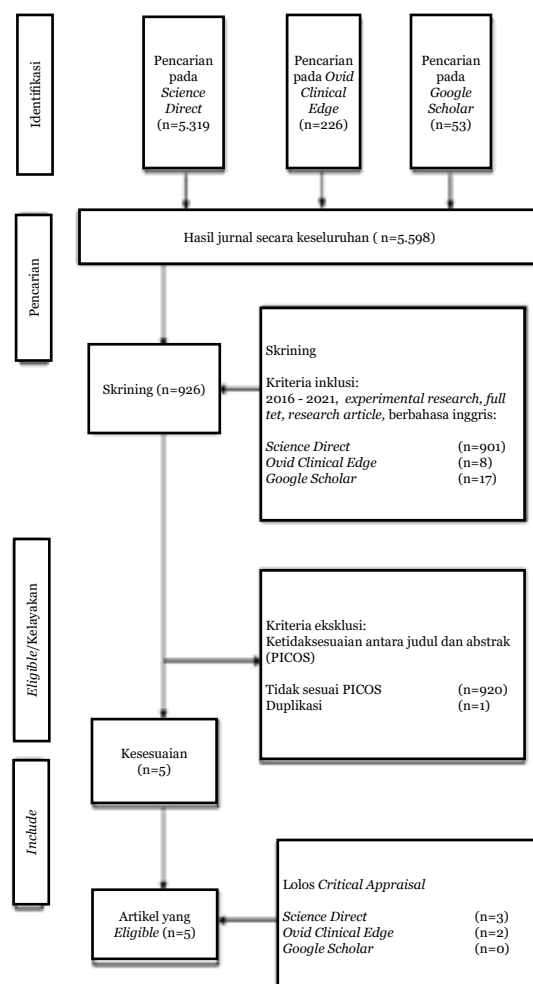 Identifikasi
Pencarian
pada
Science
Direct
(n=5.319
Pencarian
pada Ovid
Clinical
Edge
(n=226)
Pencarian
pada
Google
Scholar
(n=53)
Hasil jurnal secara keseluruhan ( n=5.598)
Pencarian
Skrining (n=926)
Skrining
Kriteria inklusi:
2016 - 2021, experimental research, full
tet, research article, berbahasa inggris:
Science Direct (n=901)
Ovid Clinical Edge (n=8)
Google Scholar (n=17)
Eligible/Kelayakan
Kriteria eksklusi:
Ketidaksesuaian antara judul dan abstrak
(PICOS)
Tidak sesuai PICOS (n=920)
Duplikasi (n=1)
Kesesuaian
(n=5)
Include
Artikel yang
Eligible (n=5)
Lolos Critical Appraisal
Science Direct (n=3)
Ovid Clinical Edge (n=2)
Google Scholar (n=0)